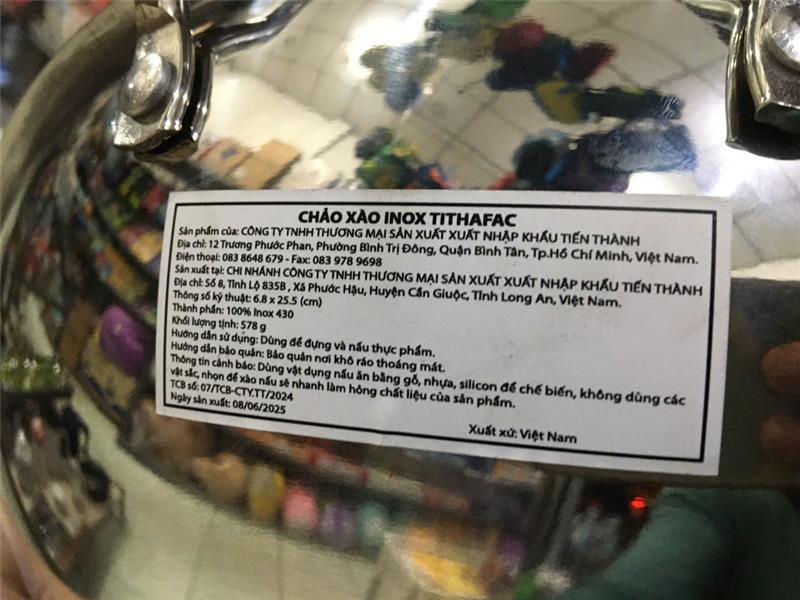 CHẢO XÀO INOX TITHAFAC
Sản phẩm của: CÔNG TY TNHH THƯƠNG MẠI SẢN XUẤT XUẤT NHẬP KHẨU TIẾN THÀNH
Địa chỉ: 12 Trương Phước Phan, Phường Bình Trị Đông, Quận Bình Tân, Tp.Hồ Chí Minh, Việt Nam.
Điện thoại: 083 8648 679 - Fax: 083 978 9698
Sản xuất tại: CHI NHÁNH CÔNG TY TNHH THƯƠNG MẠI SẢN XUẤT XUẤT NHẬP KHẨU TIẾN THÀNH
Địa chỉ: Số 8, Tỉnh Lộ 835B , Xã Phước Hậu, Huyện Cần Giuộc, Tỉnh Long An, Việt Nam.
Thông số kỹ thuật: 6.8 x 25.5 (cm)
Thành phần: 100% Inox 430
Khối lượng tịnh: 578 g
Hướng dẫn sử dụng: Dùng để đựng và nấu thực phẩm.
Hướng dẫn bảo quản: Bảo quản nơi khô ráo thoáng mát.
Thông tin cảnh báo: Dùng vật dụng nấu ăn bằng gỗ, nhựa, silicon để chế biến, không dùng các
vật sắc, nhọn để xào nấu sẽ nhanh làm hỏng chất liệu của sản phẩm.
TCB số: 07/TCB-CTY.TT/2024
Ngày sản xuất: 08/06/2025
Xuất xứ: Việt Nam